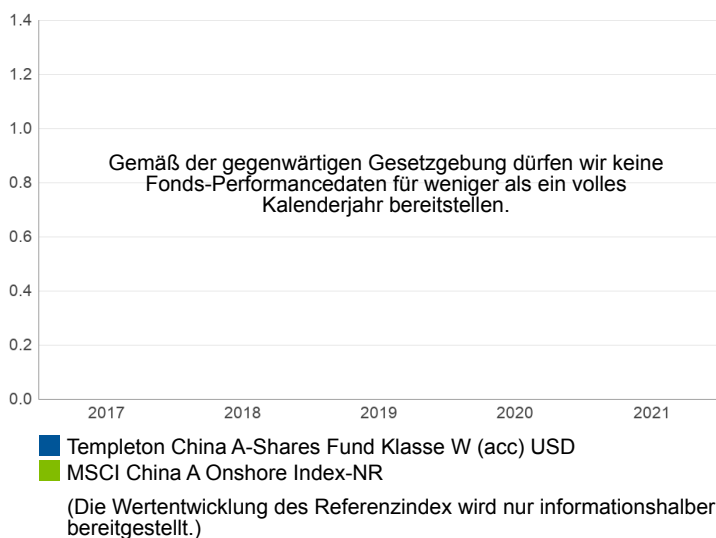 1.4
1.2
1.0
Gemäß der gegenwärtigen Gesetzgebung dürfen wir keine
0.8
Fonds-Performancedaten für weniger als ein volles
Kalenderjahr bereitstellen.
0.6
0.4
0.2
0.0
2017 2018 2019 2020 2021
Templeton China A-Shares Fund Klasse W (acc) USD
MSCI China A Onshore Index-NR
(Die Wertentwicklung des Referenzindex wird nur informationshalber
bereitgestellt.)